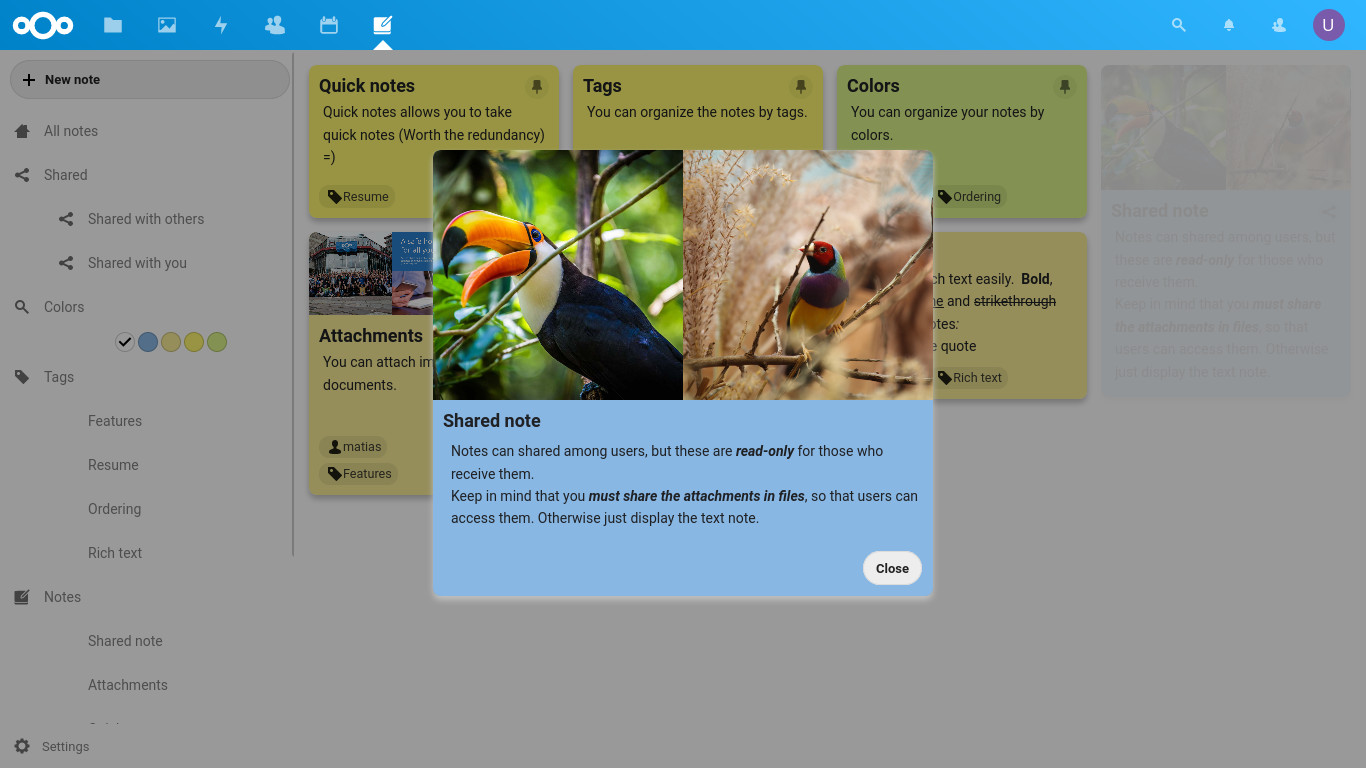 U
New note
All notes
Shared
Shared with others
Shared with you
Colors
Tags
Features
Resume
Ordering
Rich text
Notes
Shared note
Attachments
Settings
Quick notes
Quick notes allows you to take
quick notes (Worth the redundancy)
=)
Resume
Tags
You can organize the notes by tags.
Colors
You can organize your notes by
colors.
Ordering
Shared note
Notes can shared among users, but
these are read-only for those who
receive them.
Keep in mind that you must share
the attachments in files, so that
users can access them. Otherwise
just display the text note.
A safe ho
for all yo
Attachments
You can attach im
documents.
matias
Features
ch text easily. Bold,
ne and strikethrough
otes:
e quote
Rich text
Shared note
Notes can shared among users, but these are read-only for those who
receive them.
Keep in mind that you must share the attachments in files, so that users can
access them. Otherwise just display the text note.
Close